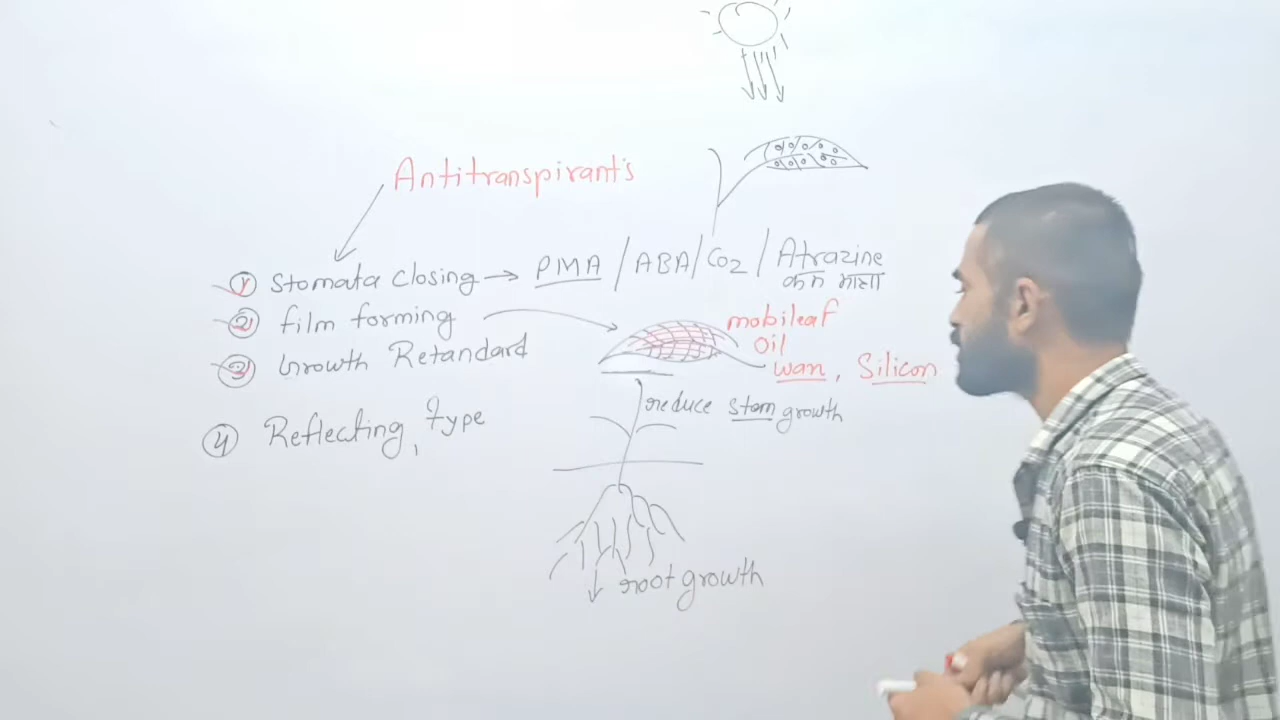 Antitranspirant's
① Stomata closing → PMA / ABA / CO2 / Atrazine
कम मात्रा
② film forming
mobileaf
oil
wax, Silicon
③ Growth Retandard
reduce stem growth
④ Reflecting, type
↓ root growth